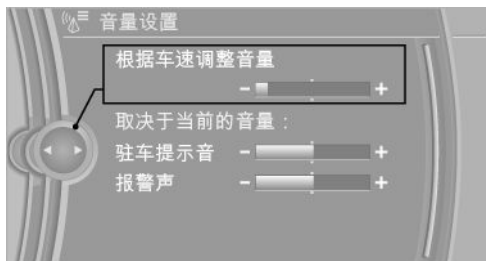 音量设置
根据车速调整音量
- +
取决于当前的音量：
驻车提示音 - +
报警声 - +